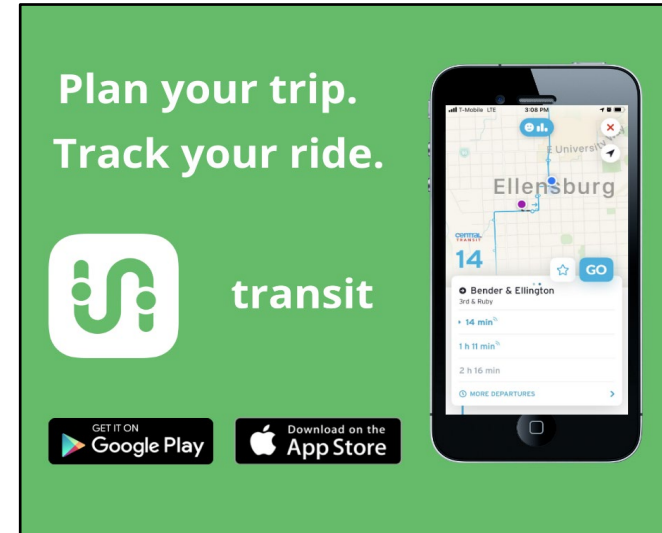 Plan your trip.
Track your ride.
transit
GET IT ON
Google Play
Download on the
App Store
T-Mobile LTE 3:08 PM
E University
Ellensburg
CENTRAL
TRANSIT
14
GO
Bender & Ellington
3rd & Ruby
14 min
1 h 11 min
2 h 16 min
MORE DEPARTURES